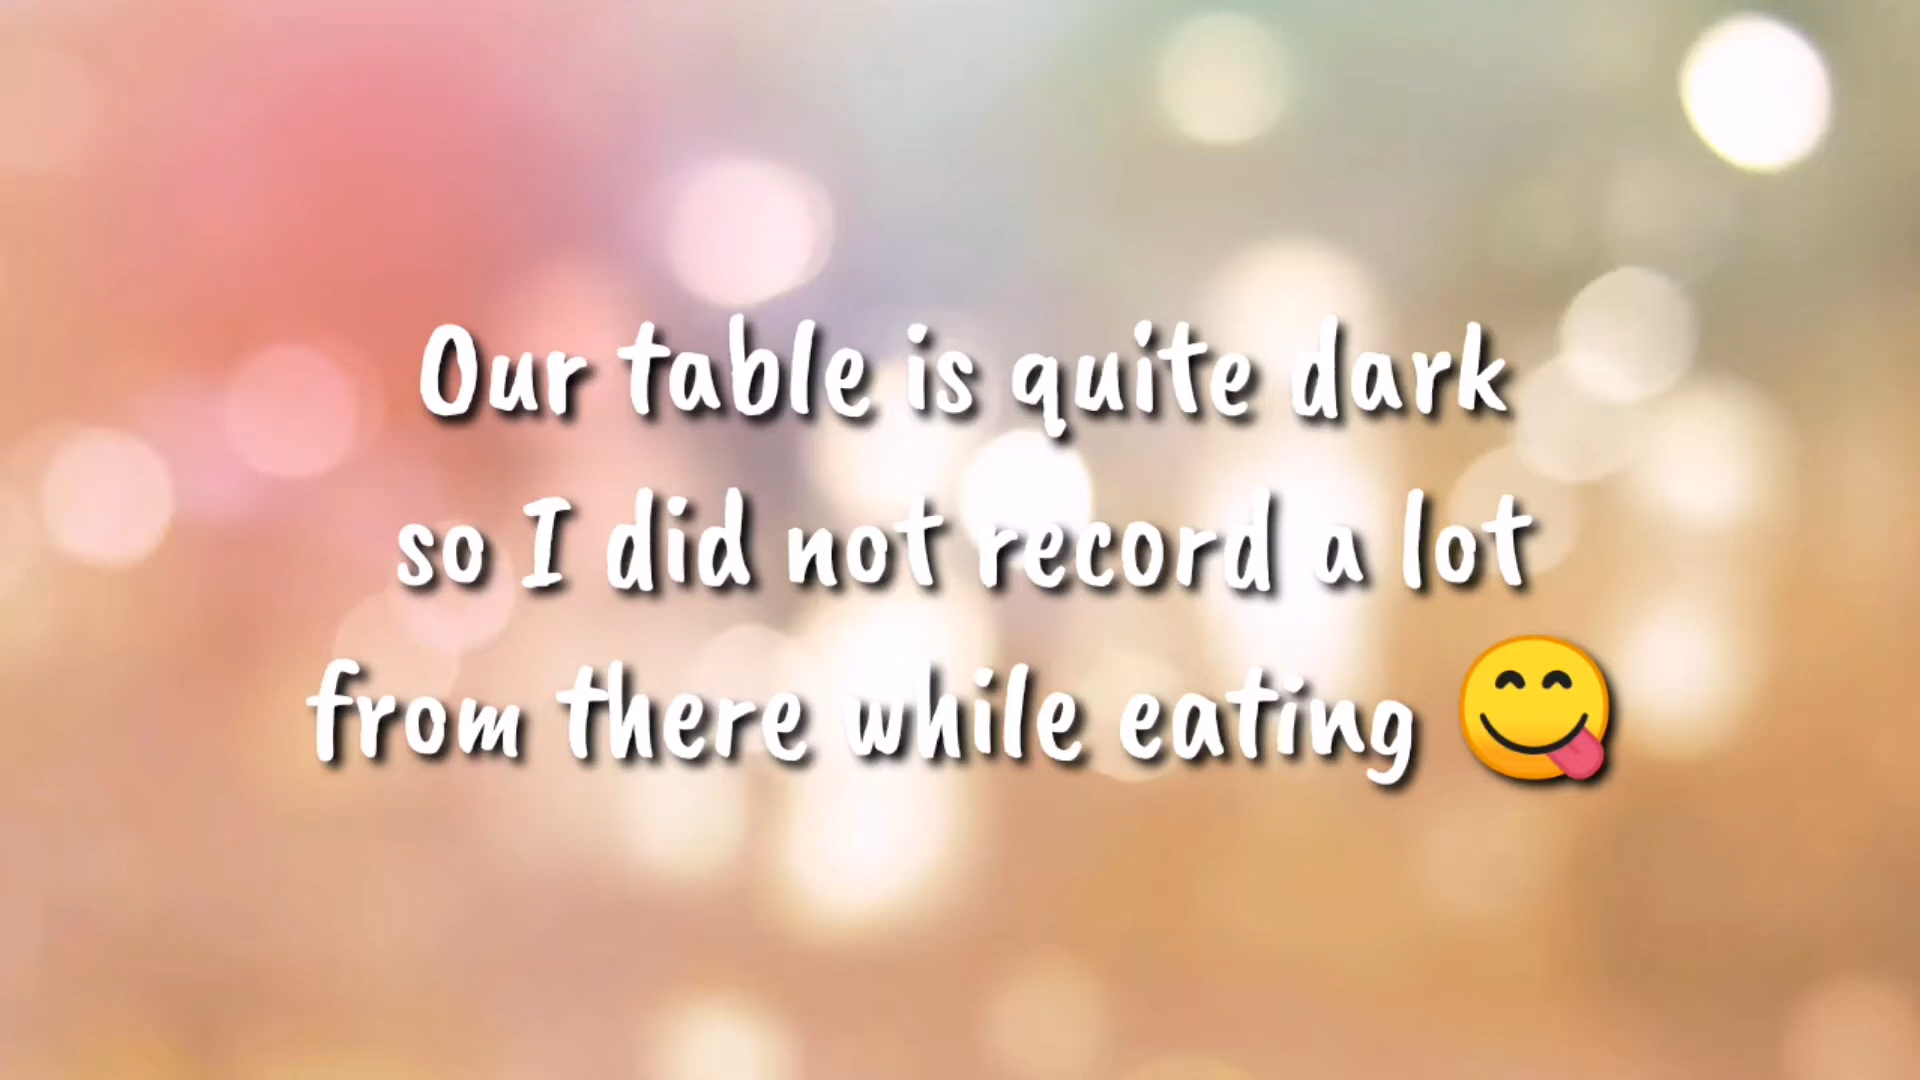 Our table is quite dark
so I did not record a lot
from there while eating 😋